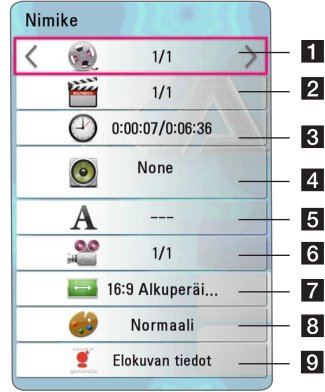 Nimike
1/1 1
1/1 2
0:00:07/0:06:36 3
None 4
A --- 5
1/1 6
16:9 Alkuperäi... 7
Normaali 8
Elokuvan tiedot 9